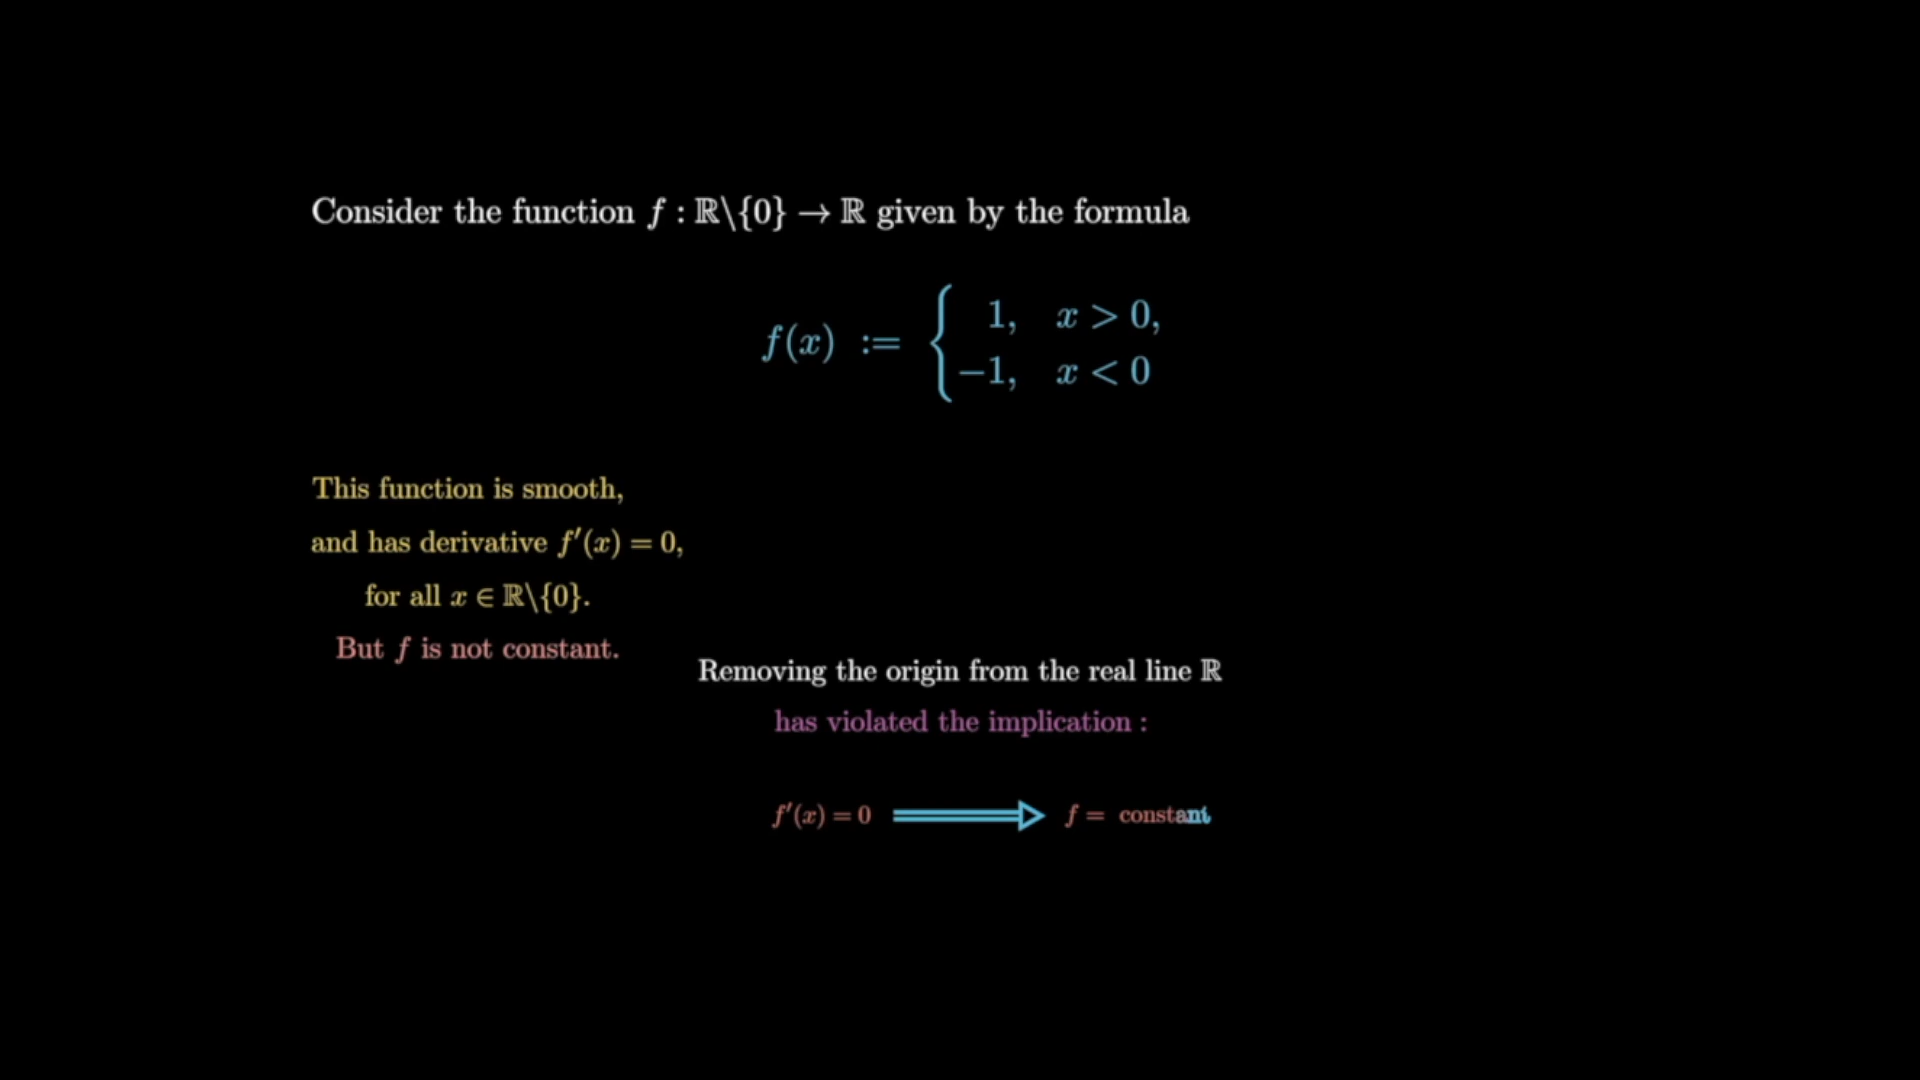 Consider the function f : ℝ\{0} → ℝ given by the formula
f(x) := { 1, x > 0,
−1, x < 0
This function is smooth,
and has derivative f′(x) = 0,
for all x ∈ ℝ\{0}.
But f is not constant.
Removing the origin from the real line ℝ
has violated the implication :
f′(x) = 0 ⟹ f = constant